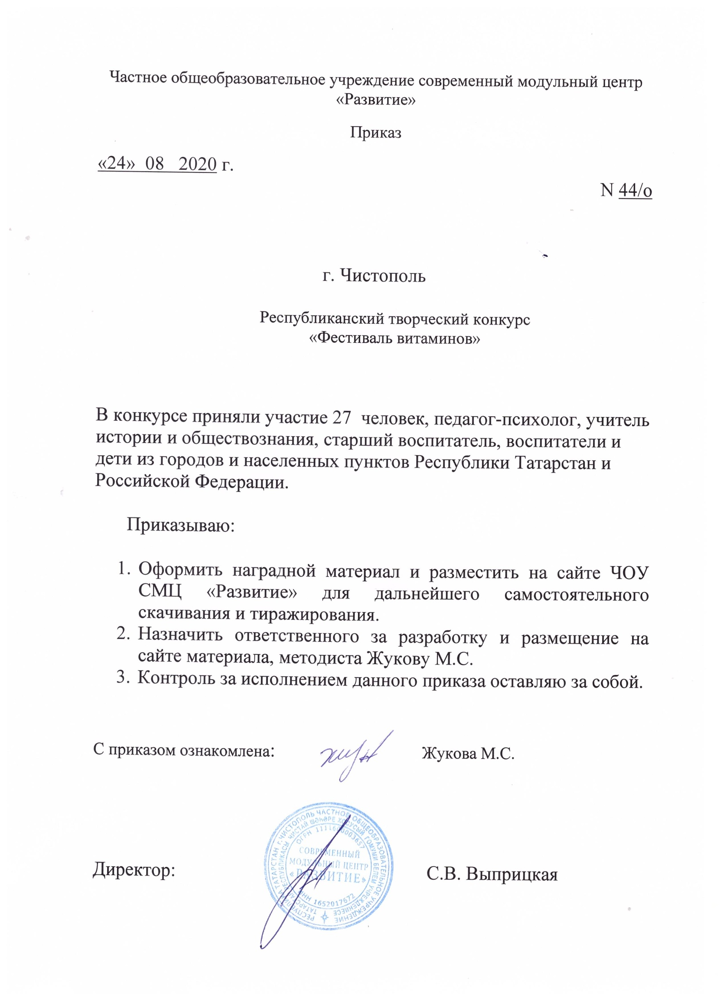 Частное общеобразовательное учреждение современный модульный центр
«Развитие»
Приказ
«24» 08 2020 г.
N 44/о
г. Чистополь
Республиканский творческий конкурс
«Фестиваль витаминов»
В конкурсе приняли участие 27 человек, педагог-психолог, учитель
истории и обществознания, старший воспитатель, воспитатели и
дети из городов и населенных пунктов Республики Татарстан и
Российской Федерации.
Приказываю:
1. Оформить наградной материал и разместить на сайте ЧОУ
СМЦ «Развитие» для дальнейшего самостоятельного
скачивания и тиражирования.
2. Назначить ответственного за разработку и размещение на
сайте материала, методиста Жукову М.С.
3. Контроль за исполнением данного приказа оставляю за собой.
С приказом ознакомлена: Жукова М.С.
РЕСПУБЛИКА ТАТАРСТАН Г. ЧИСТОПОЛЬ ЧАСТНОЕ ОБЩЕОБРАЗОВАТЕЛЬНОЕ УЧРЕЖДЕНИЕ
ТАТАРСТАН РЕСПУБЛИКАСЫ ЧИСТАЙ ШӘҺӘРЕ ХОСУСЫЙ ГОМУМИ БЕЛЕМ УЧРЕЖДЕНИЕСЕ
ОГРН 1111600003657
СОВРЕМЕННЫЙ
МОДУЛЬНЫЙ ЦЕНТР
«РАЗВИТИЕ»
ИНН 1652017672
Директор: С.В. Выприцкая